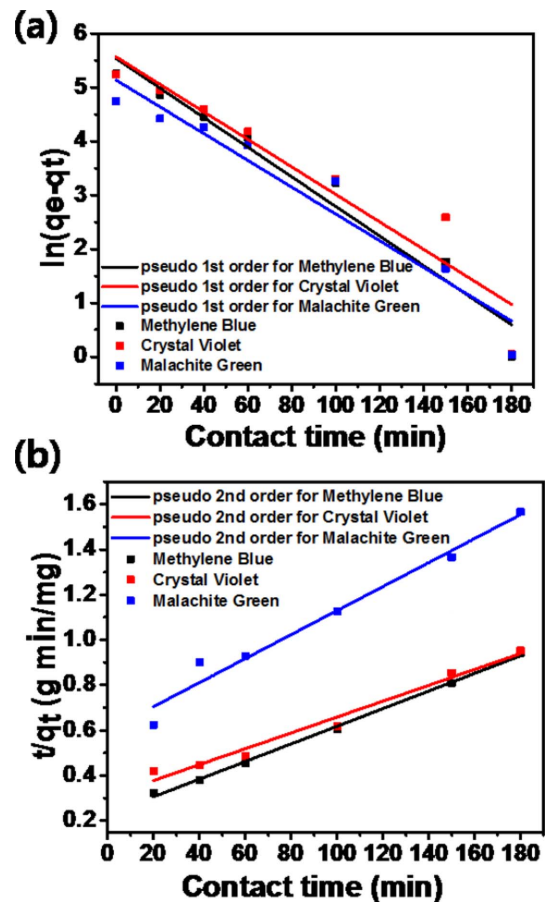 (a)
ln(qe-qt)
6
5
4
3
2
1
0
pseudo 1st order for Methylene Blue
pseudo 1st order for Crystal Violet
pseudo 1st order for Malachite Green
Methylene Blue
Crystal Violet
Malachite Green
0 20 40 60 80 100 120 140 160 180
Contact time (min)
(b)
t/qt (g min/mg)
1.6
1.4
1.2
1.0
0.8
0.6
0.4
0.2
pseudo 2nd order for Methylene Blue
pseudo 2nd order for Crystal Violet
pseudo 2nd order for Malachite Green
Methylene Blue
Crystal Violet
Malachite Green
0 20 40 60 80 100 120 140 160 180
Contact time (min)